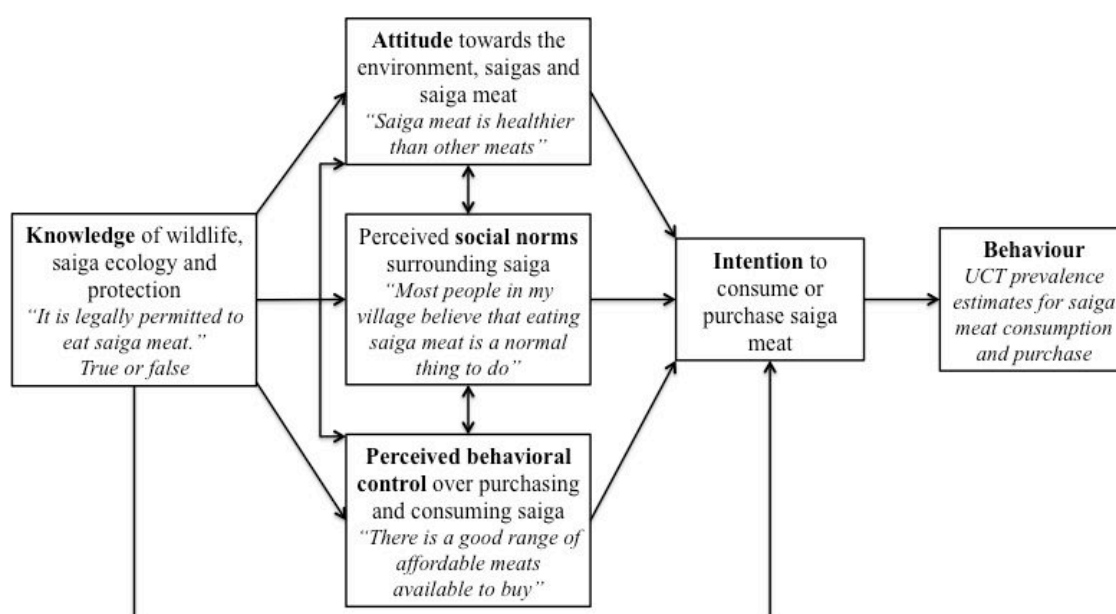 Attitude towards the
environment, saigas and
saiga meat
“Saiga meat is healthier
than other meats”
Knowledge of wildlife,
saiga ecology and
protection
“It is legally permitted to
eat saiga meat.”
True or false
Perceived social norms
surrounding saiga
“Most people in my
village believe that eating
saiga meat is a normal
thing to do”
Perceived behavioral
control over purchasing
and consuming saiga
“There is a good range of
affordable meats
available to buy”
Intention to
consume or
purchase saiga
meat
Behaviour
UCT prevalence
estimates for saiga
meat consumption
and purchase